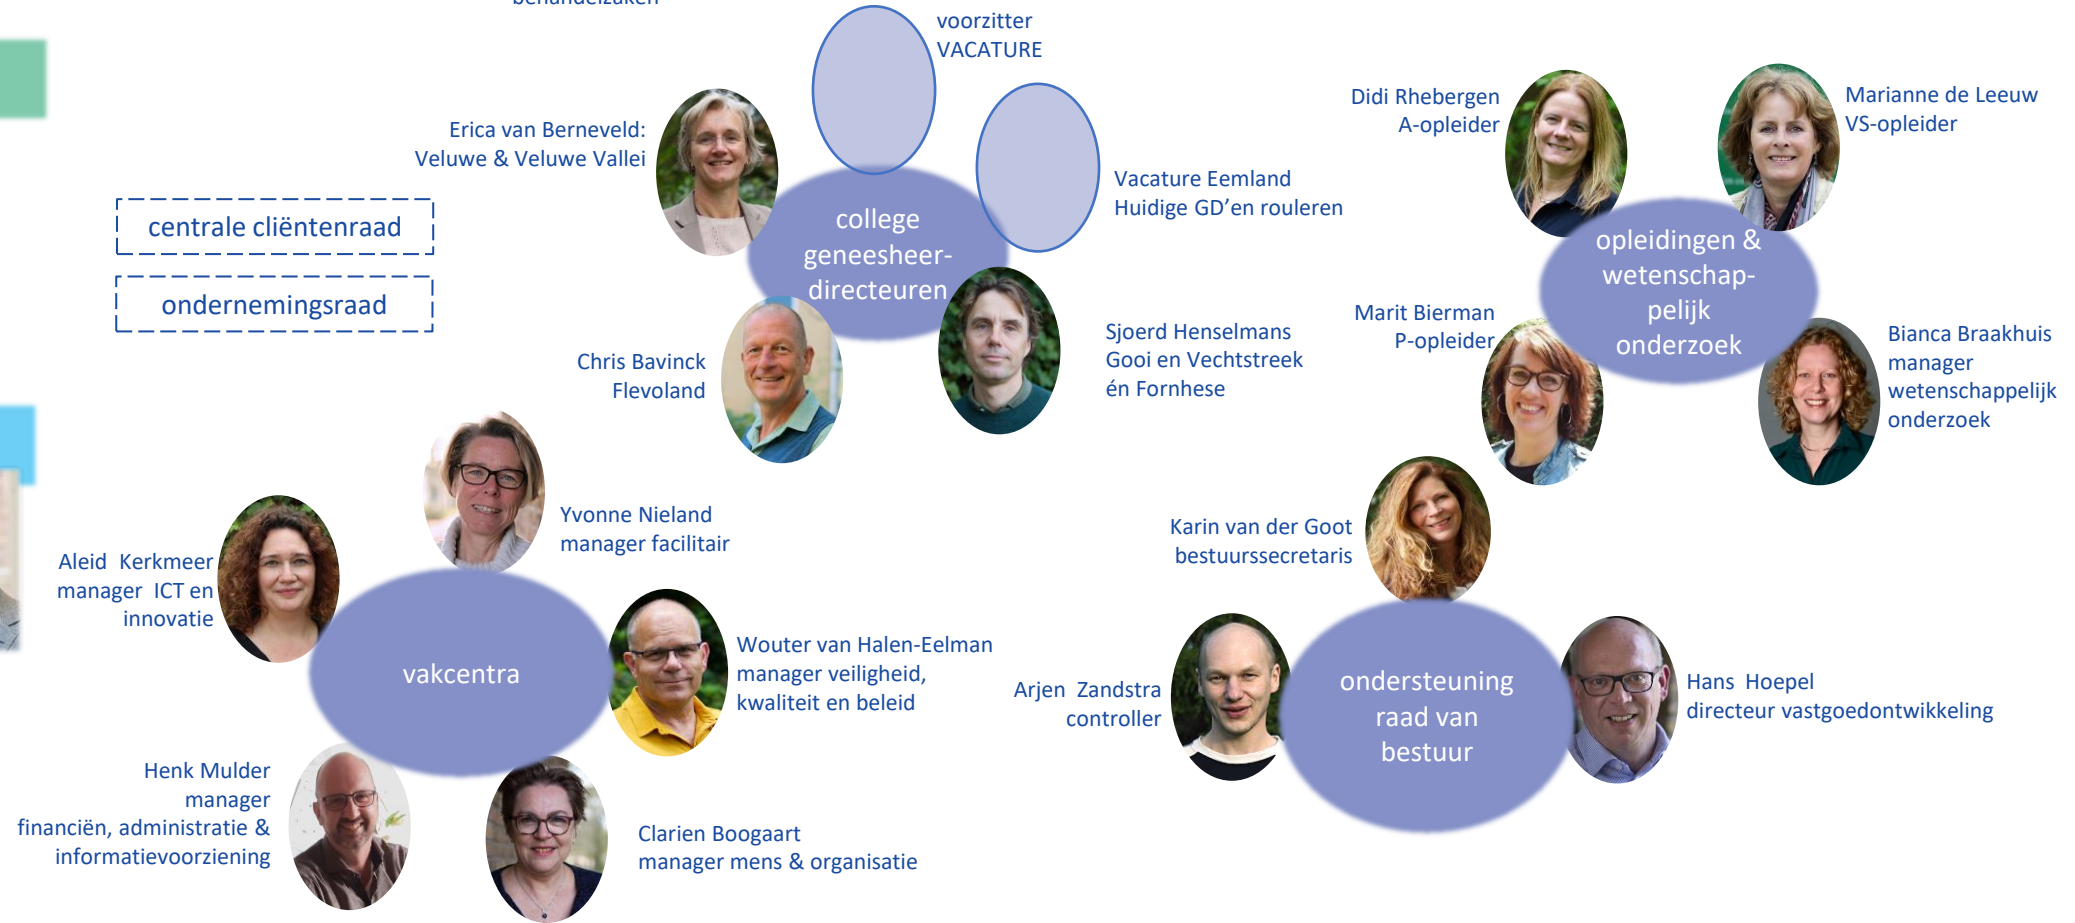 behandelzaken
voorzitter
VACATURE
Erica van Berneveld:
Veluwe & Veluwe Vallei
Vacature Eemland
Huidige GD'en rouleren
college
geneesheer-
directeuren
Chris Bavinck
Flevoland
Sjoerd Henselmans
Gooi en Vechtstreek
én Fornhese
Didi Rhebergen
A-opleider
Marianne de Leeuw
VS-opleider
opleidingen &
wetenschap-
pelijk
onderzoek
Marit Bierman
P-opleider
Bianca Braakhuis
manager
wetenschappelijk
onderzoek
centrale cliëntenraad
ondernemingsraad
Yvonne Nieland
manager facilitair
Aleid Kerkmeer
manager ICT en
innovatie
vakcentra
Wouter van Halen-Eelman
manager veiligheid,
kwaliteit en beleid
Henk Mulder
manager
financiën, administratie &
informatievoorziening
Clarien Boogaart
manager mens & organisatie
Karin van der Goot
bestuurssecretaris
Arjen Zandstra
controller
ondersteuning
raad van
bestuur
Hans Hoepel
directeur vastgoedontwikkeling